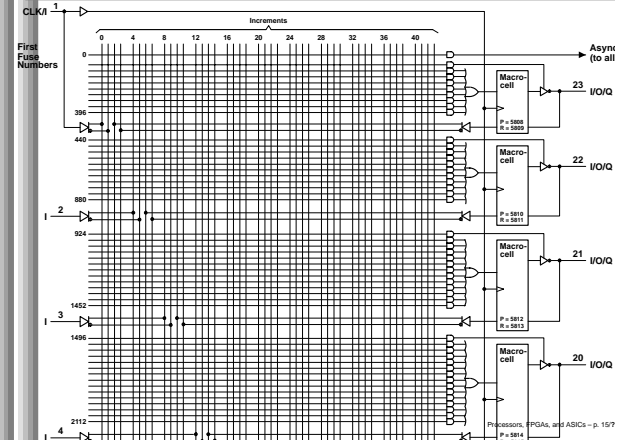 CLK/I 1
Increments
First
Fuse
Numbers
0 4 8 12 16 20 24 28 32 36 40
0
Async
(to all
Macro-
cell
23
I/O/Q
396
P = 5808
R = 5809
440
Macro-
cell
22
I/O/Q
880
P = 5810
R = 5811
I 2
924
Macro-
cell
21
I/O/Q
1452
P = 5812
R = 5813
I 3
1496
Macro-
cell
20
I/O/Q
2112
Processors, FPGAs, and ASICs – p. 15/?
P = 5814
I 4